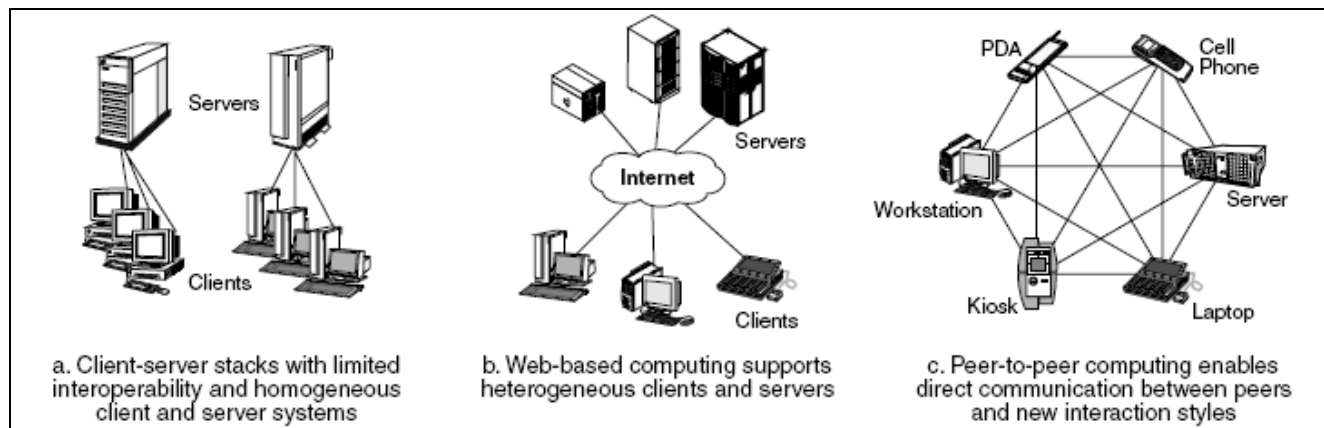 Servers
Clients
a. Client-server stacks with limited
interoperability and homogeneous
client and server systems
Servers
Internet
Clients
b. Web-based computing supports
heterogeneous clients and servers
PDA
Cell
Phone
Workstation
Server
Kiosk
Laptop
c. Peer-to-peer computing enables
direct communication between peers
and new interaction styles